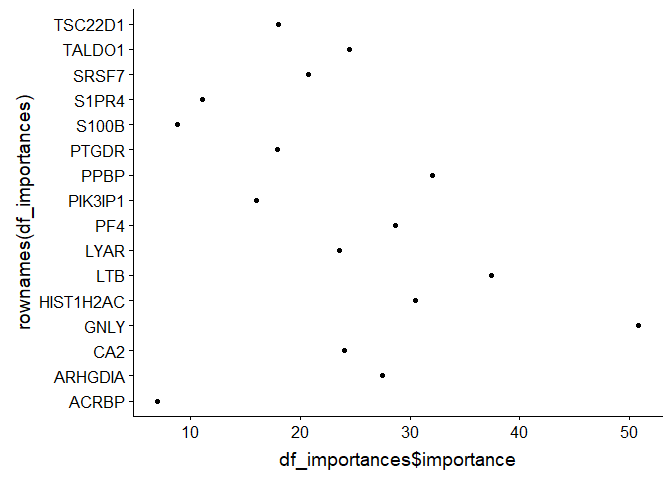 TSC22D1
TALDO1
SRSF7
S1PR4
S100B
PTGDR
PPBP
PIK3IP1
PF4
LYAR
LTB
HIST1H2AC
GNLY
CA2
ARHGDIA
ACRBP
rownames(df_importances)
10 20 30 40 50
df_importances$importance